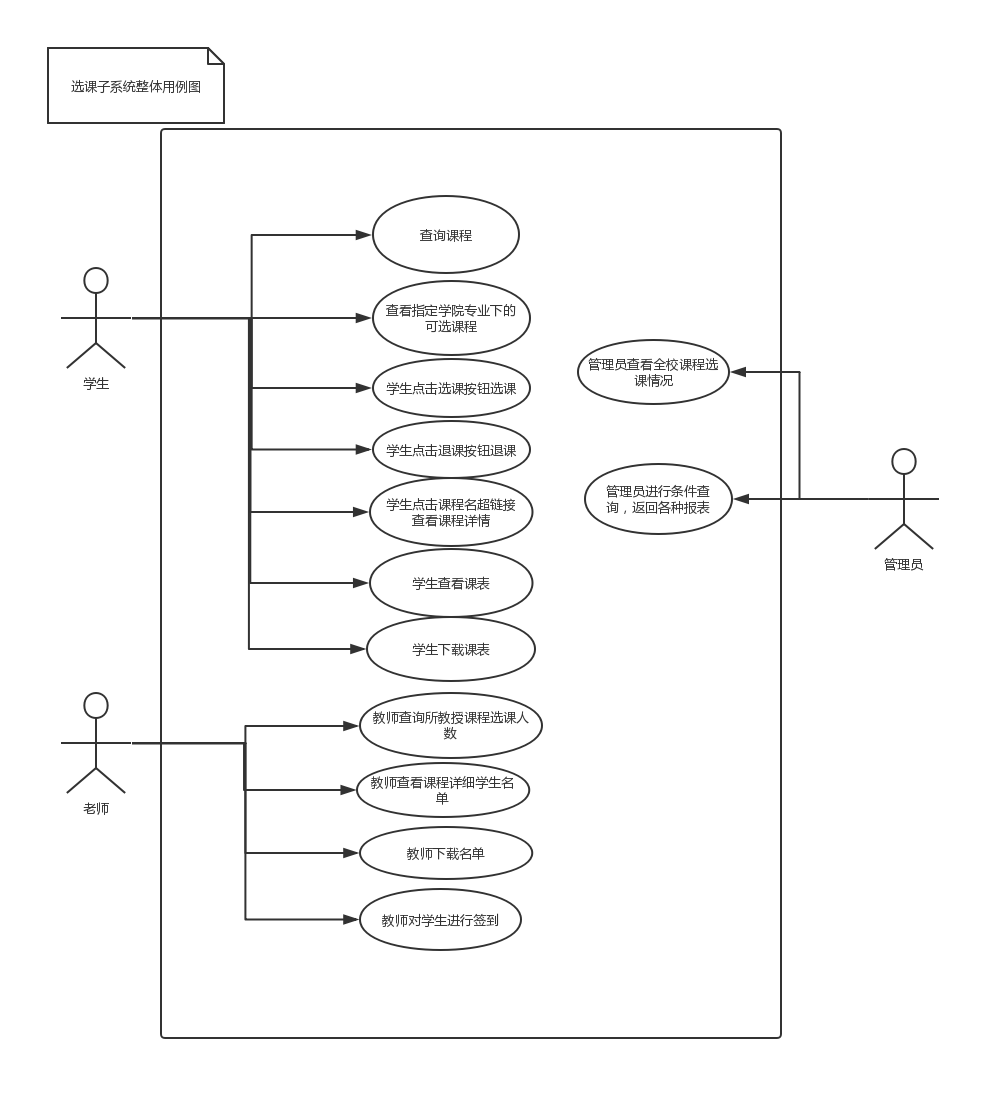 选课子系统整体用例图
查询课程
查看指定学院专业下的
可选课程
学生点击选课按钮选课
学生点击退课按钮退课
学生点击课程名超链接
查看课程详情
学生查看课表
学生下载课表
学生
管理员查看全校课程选
课情况
管理员进行条件查
询，返回各种报表
管理员
教师查询所教授课程选课人
数
教师查看课程详细学生名
单
教师下载名单
教师对学生进行签到
老师